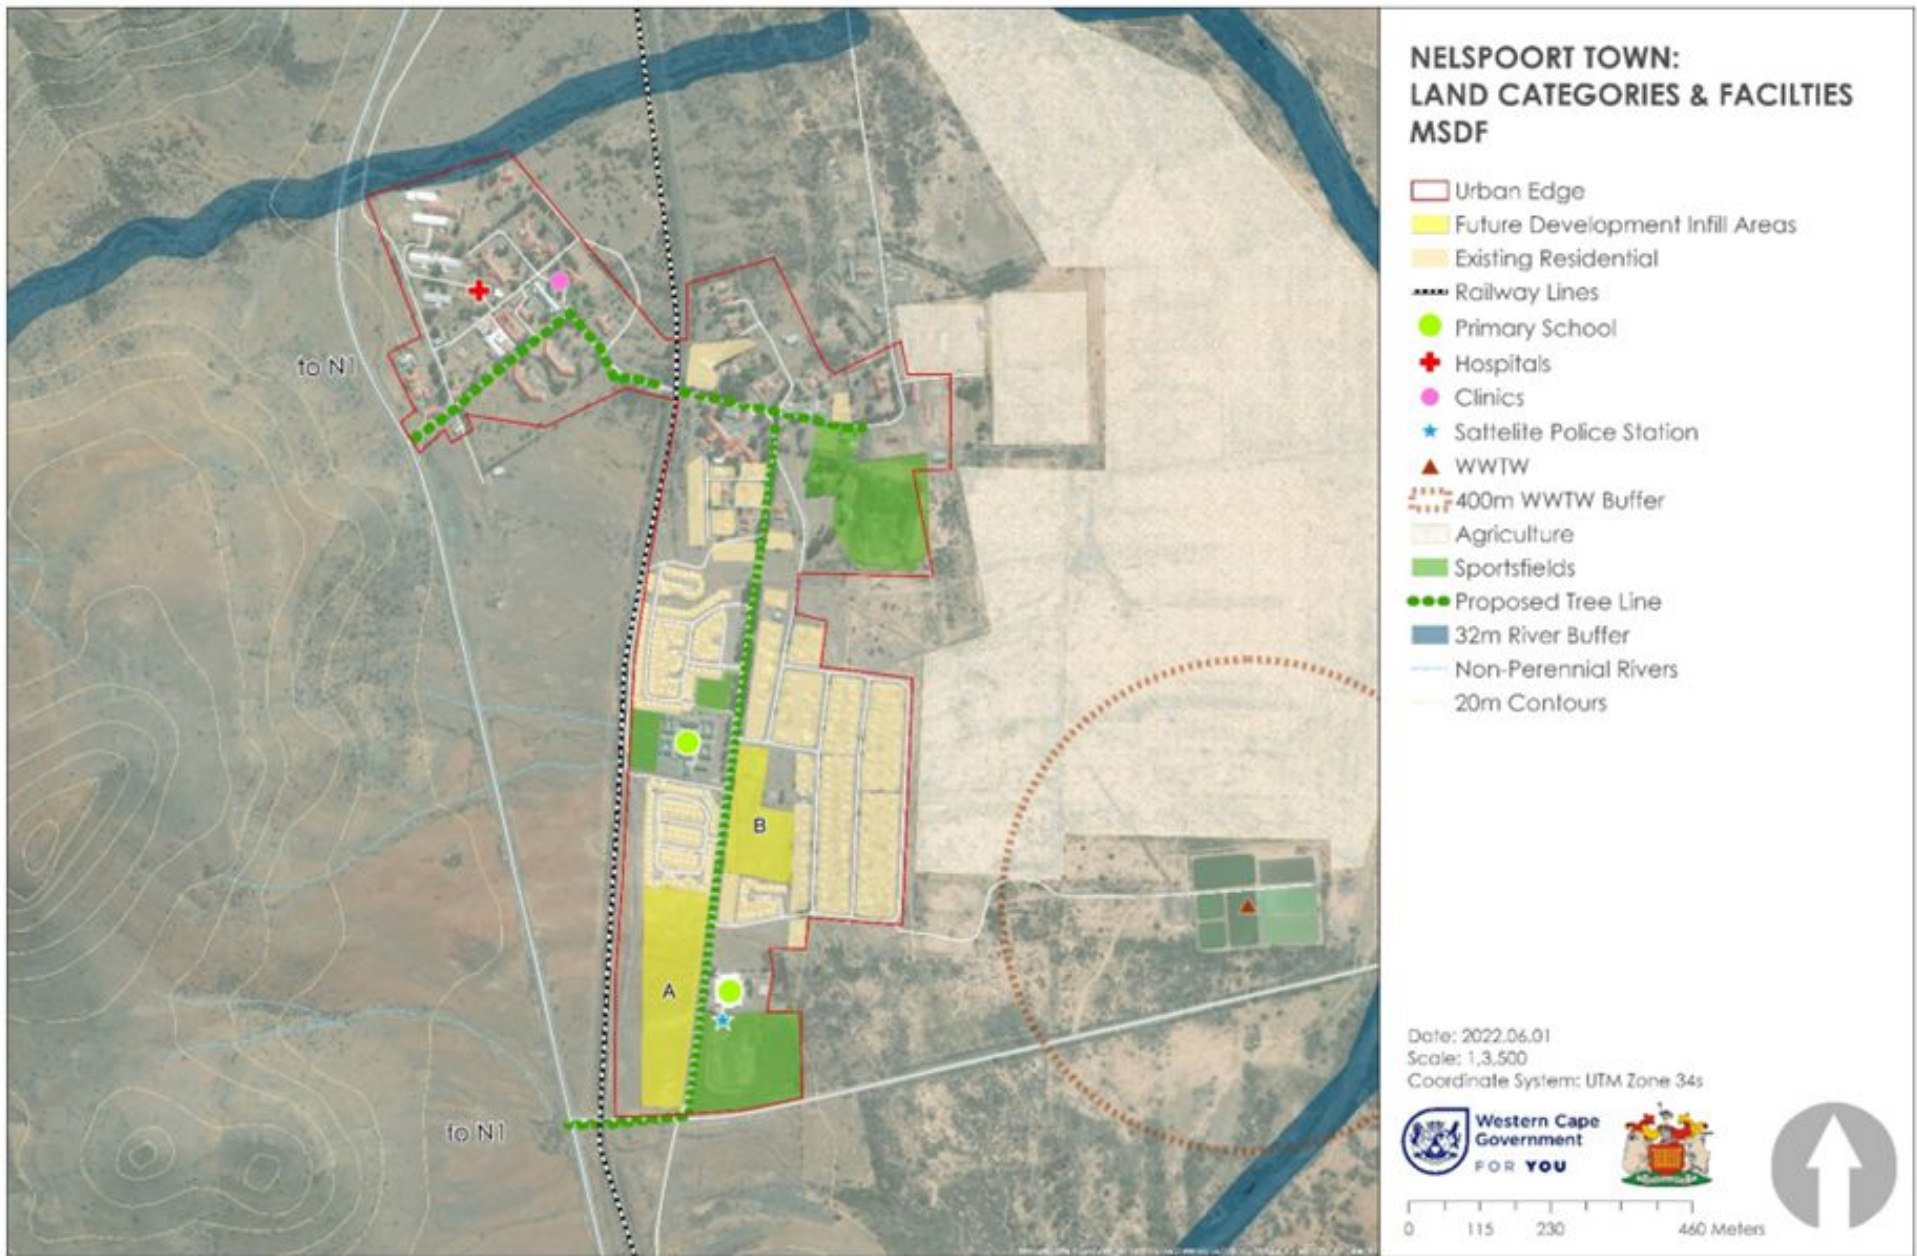 NELSPOORT TOWN:
LAND CATEGORIES & FACILTIES
MSDF
Urban Edge
Future Development Infill Areas
Existing Residential
Railway Lines
Primary School
Hospitals
Clinics
Sattelite Police Station
WWTW
400m WWTW Buffer
Agriculture
Sportsfields
Proposed Tree Line
32m River Buffer
Non-Perennial Rivers
20m Contours
to N1
B
A
to N1
Date: 2022.06.01
Scale: 1,3,500
Coordinate System: UTM Zone 34s
Western Cape
Government
FOR YOU
0 115 230 460 Meters